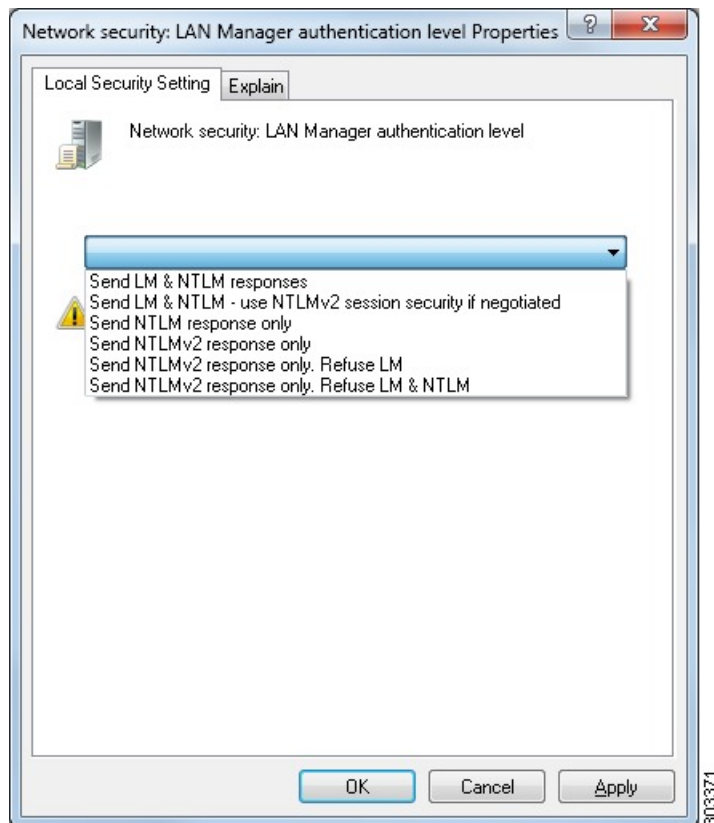 Network security: LAN Manager authentication level Properties
Local Security Setting
Explain
Network security: LAN Manager authentication level
Send LM & NTLM responses
Send LM & NTLM - use NTLMv2 session security if negotiated
Send NTLM response only
Send NTLMv2 response only
Send NTLMv2 response only. Refuse LM
Send NTLMv2 response only. Refuse LM & NTLM
OK
Cancel
Apply
303371